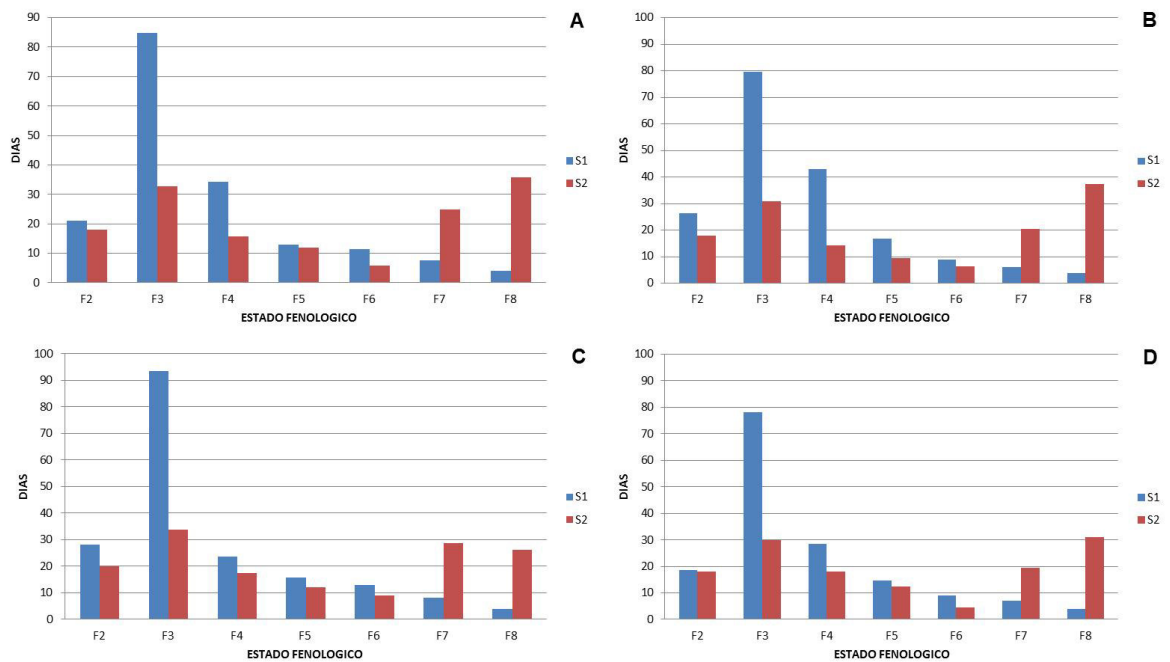 A
90
80
70
60
50
40
30
20
10
0
DIAS
F2 F3 F4 F5 F6 F7 F8
ESTADO FENOLOGICO
S1
S2
B
100
90
80
70
60
50
40
30
20
10
0
DIAS
F2 F3 F4 F5 F6 F7 F8
ESTADO FENOLOGICO
S1
S2
C
100
90
80
70
60
50
40
30
20
10
0
DIAS
F2 F3 F4 F5 F6 F7 F8
ESTADO FENOLOGICO
S1
S2
D
100
90
80
70
60
50
40
30
20
10
0
DIAS
F2 F3 F4 F5 F6 F7 F8
ESTADO FENOLOGICO
S1
S2